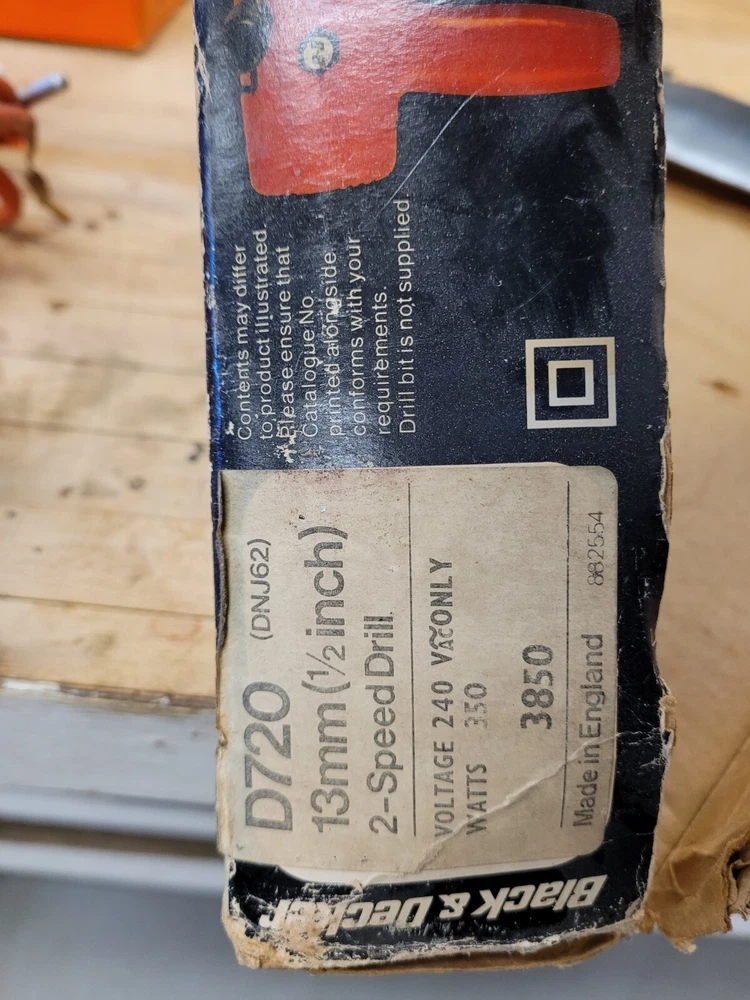 Contents may differ
to product illustrated.
Please ensure that
Catalogue No.
printed alongside
conforms with your
requirements.
Drill bit is not supplied
D720 (DNJ62)
13mm (1/2 inch)
2-Speed Drill
VOLTAGE 240 V~AC ONLY
WATTS 350
3850
Made in England 882554
Black & Decker